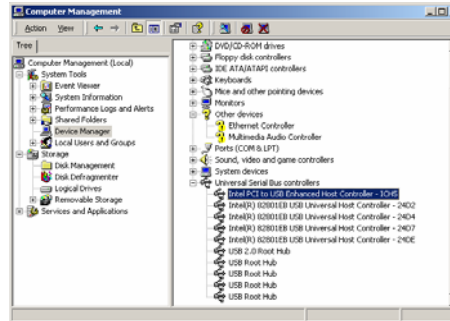 Computer Management
Action View
Tree
Computer Management (Local)
System Tools
Event Viewer
System Information
Performance Logs and Alerts
Shared Folders
Device Manager
Local Users and Groups
Storage
Disk Management
Disk Defragmenter
Logical Drives
Removable Storage
Services and Applications
DVD/CD-ROM drives
Floppy disk controllers
IDE ATA/ATAPI controllers
Keyboards
Mice and other pointing devices
Monitors
Other devices
Ethernet Controller
Multimedia Audio Controller
Ports (COM & LPT)
Sound, video and game controllers
System devices
Universal Serial Bus controllers
Intel PCI to USB Enhanced Host Controller - ICH5
Intel(R) 82801EB USB Universal Host Controller - 24D2
Intel(R) 82801EB USB Universal Host Controller - 24D4
Intel(R) 82801EB USB Universal Host Controller - 24D7
Intel(R) 82801EB USB Universal Host Controller - 24DE
USB 2.0 Root Hub
USB Root Hub
USB Root Hub
USB Root Hub
USB Root Hub